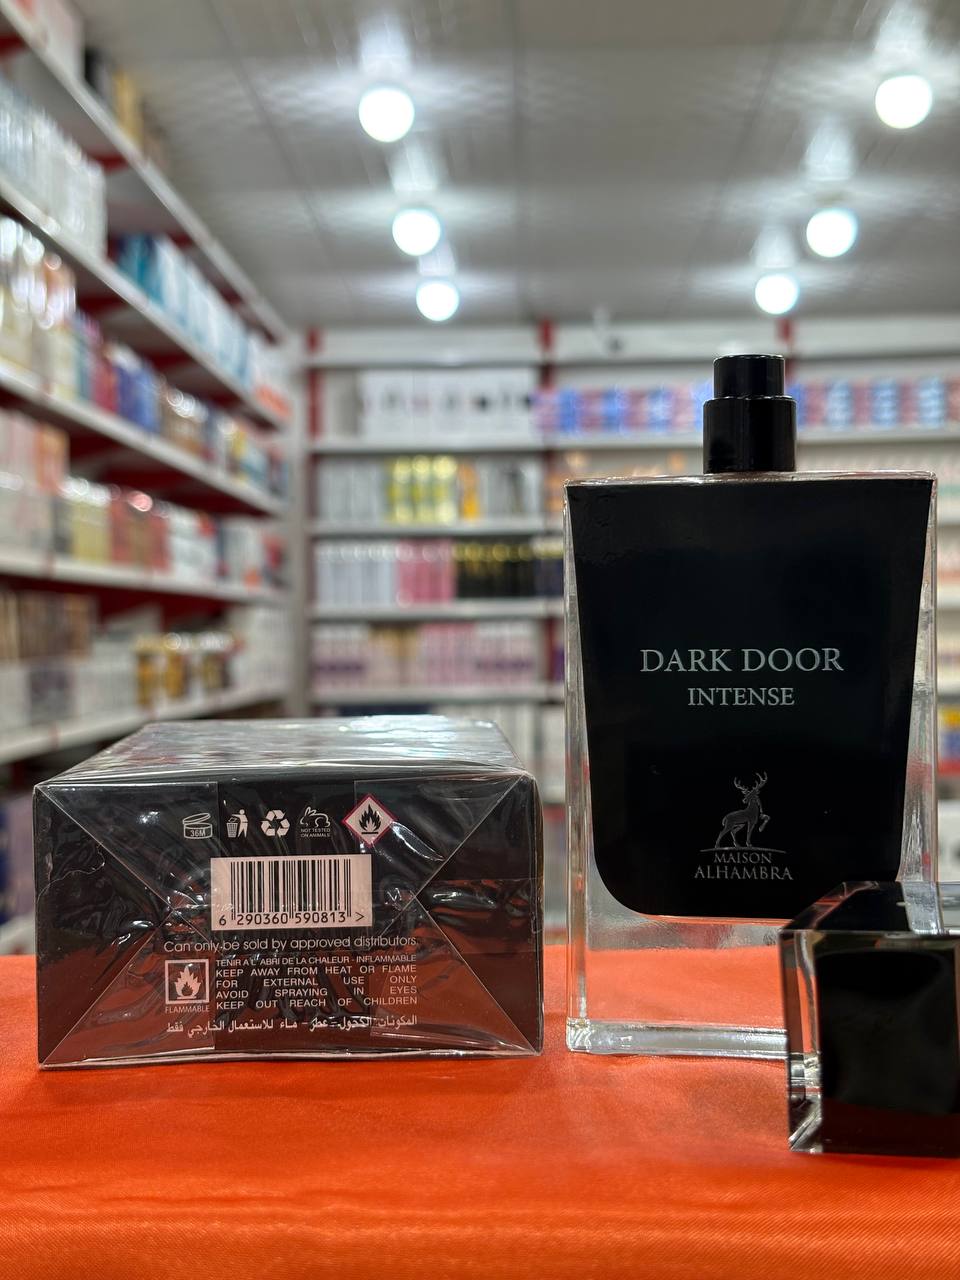 36M
NOT TESTED
ON ANIMALS
6 290360 590813 >
Can only be sold by approved distributors.
TENIR A L' ABRI DE LA CHALEUR - INFLAMMABLE
KEEP AWAY FROM HEAT OR FLAME
FOR EXTERNAL USE ONLY
AVOID SPRAYING IN EYES
KEEP OUT REACH OF CHILDREN
FLAMMABLE
المكونات: الكحول - عطر - ماء للاستعمال الخارجي فقط
DARK DOOR
INTENSE
MAISON
ALHAMBRA